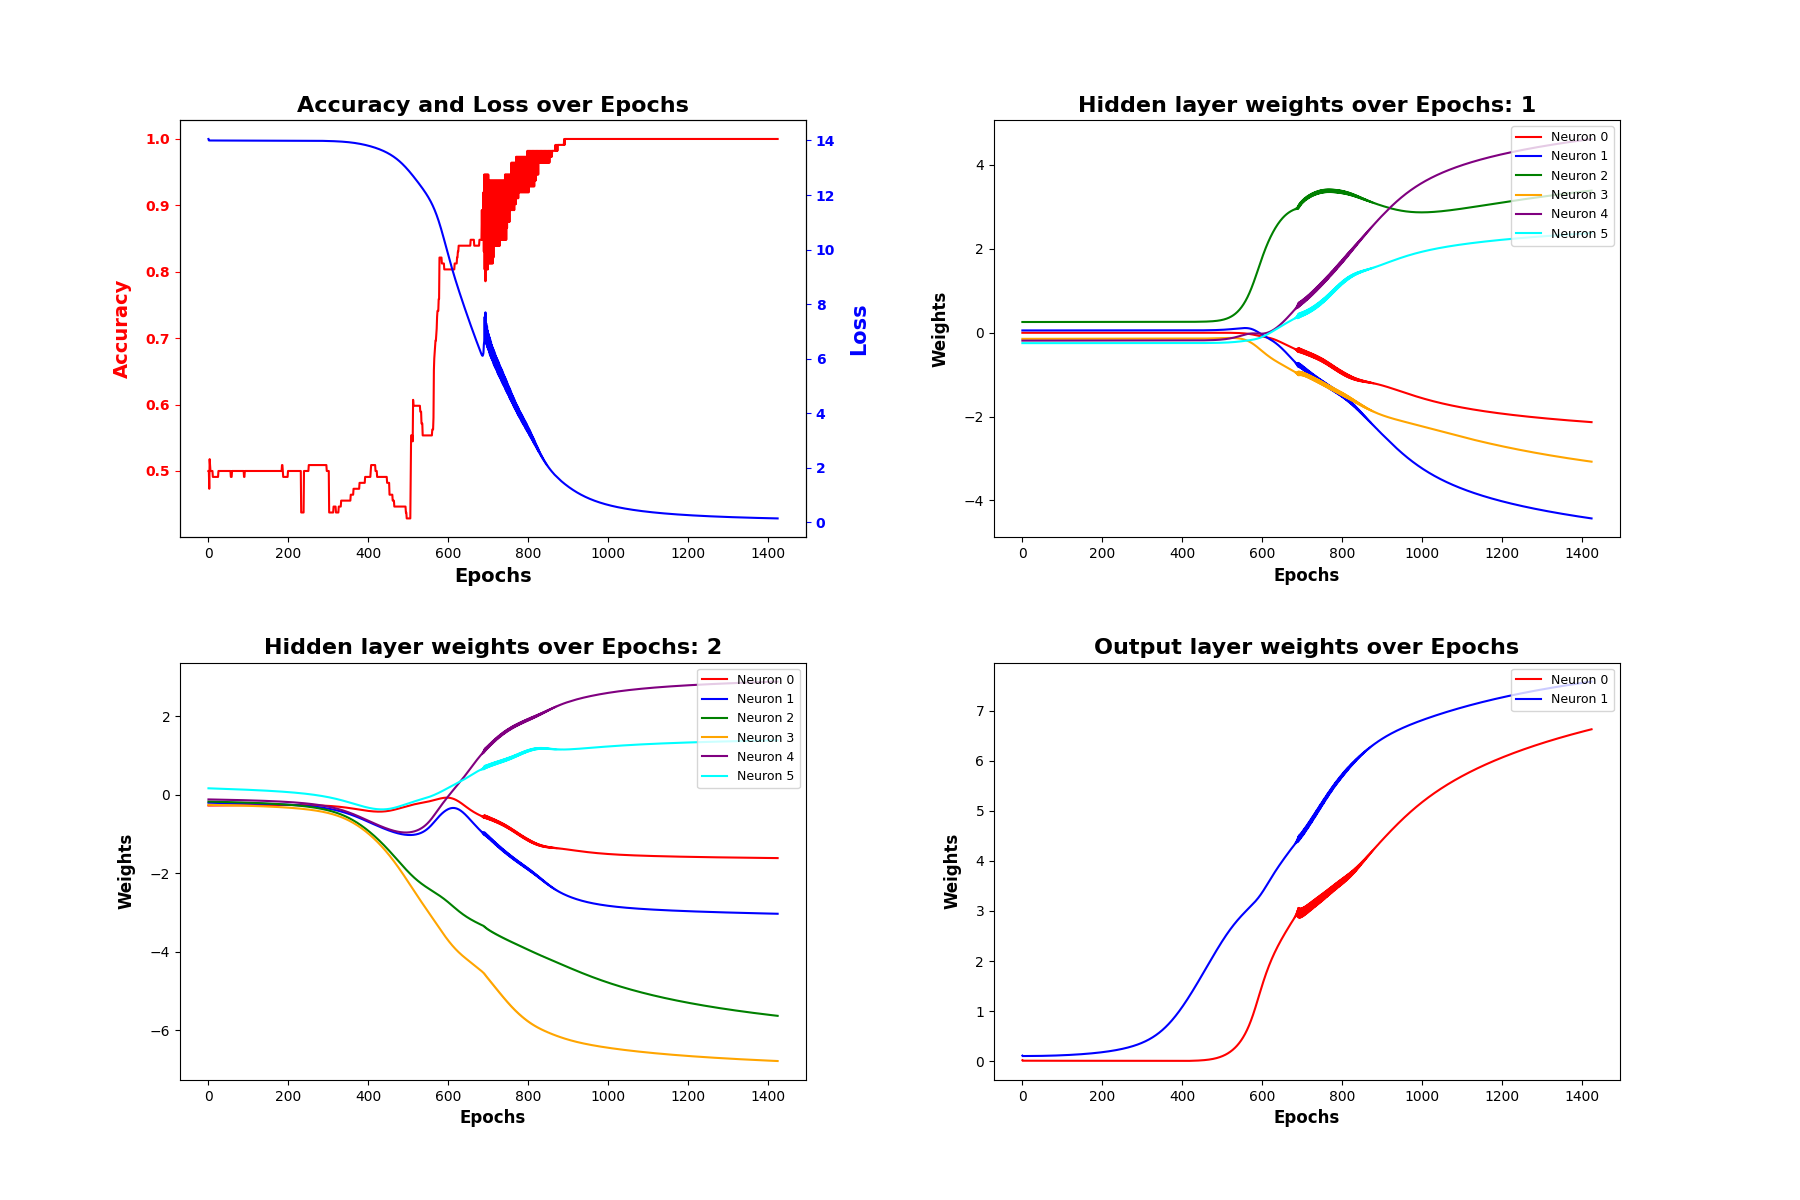 Accuracy and Loss over Epochs
1.0
0.9
0.8
0.7
0.6
0.5
Accuracy
14
12
10
8
6
4
2
0
Loss
0 200 400 600 800 1000 1200 1400
Epochs
Hidden layer weights over Epochs: 1
4
2
0
−2
−4
Weights
Neuron 0
Neuron 1
Neuron 2
Neuron 3
Neuron 4
Neuron 5
0 200 400 600 800 1000 1200 1400
Epochs
Hidden layer weights over Epochs: 2
2
0
−2
−4
−6
Weights
Neuron 0
Neuron 1
Neuron 2
Neuron 3
Neuron 4
Neuron 5
0 200 400 600 800 1000 1200 1400
Epochs
Output layer weights over Epochs
7
6
5
4
3
2
1
0
Weights
Neuron 0
Neuron 1
0 200 400 600 800 1000 1200 1400
Epochs